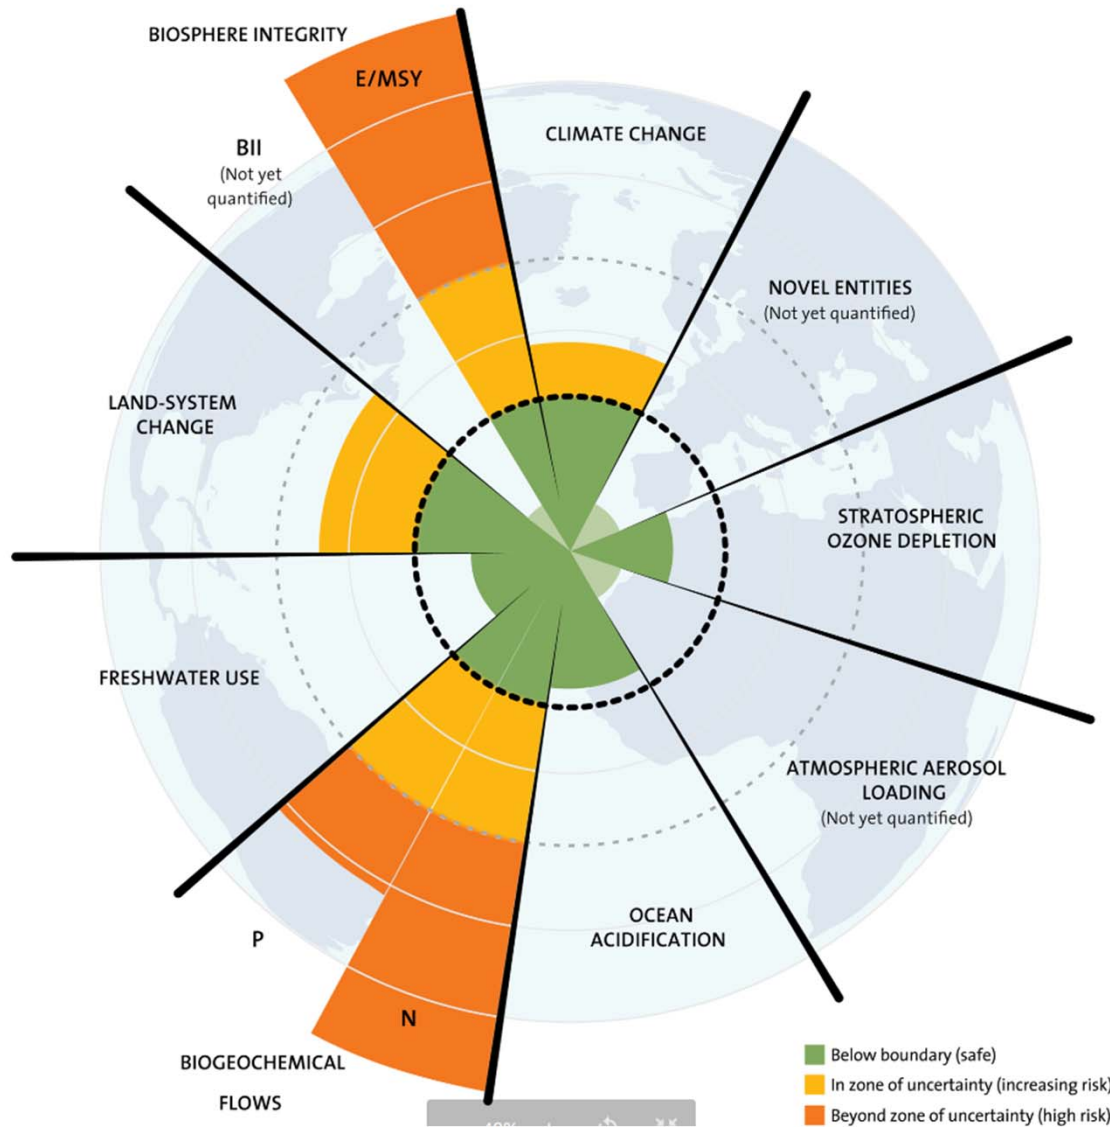 BIOSPHERE INTEGRITY
E/MSY
BII
(Not yet
quantified)
CLIMATE CHANGE
NOVEL ENTITIES
(Not yet quantified)
LAND-SYSTEM
CHANGE
STRATOSPHERIC
OZONE DEPLETION
FRESHWATER USE
ATMOSPHERIC AEROSOL
LOADING
(Not yet quantified)
OCEAN
ACIDIFICATION
P
N
BIOGEOCHEMICAL
FLOWS
Below boundary (safe)
In zone of uncertainty (increasing risk)
Beyond zone of uncertainty (high risk)